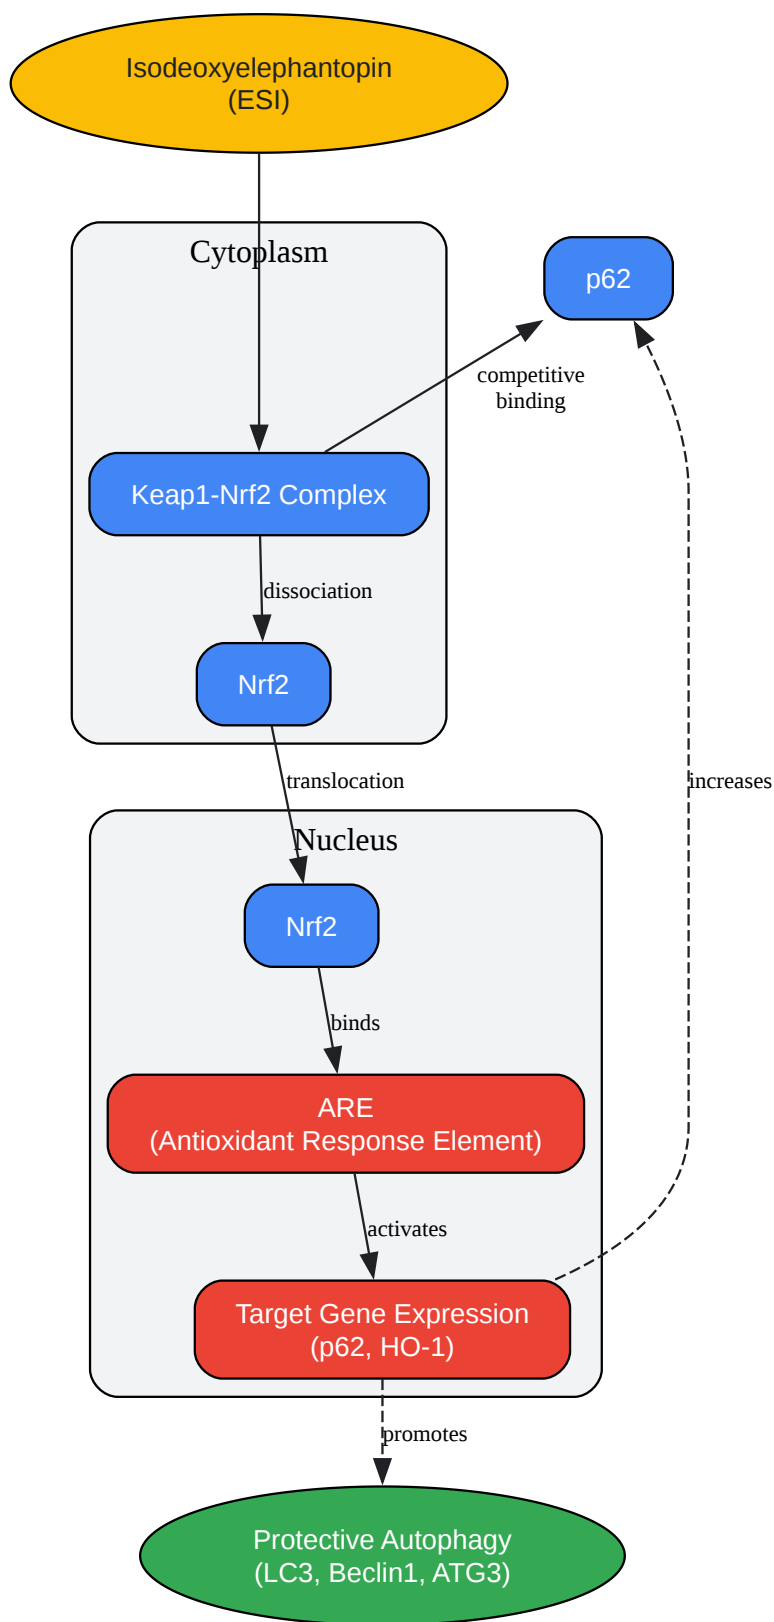 Isodeoxyelephantopin
(ESI)
Cytoplasm
p62
competitive
binding
Keap1-Nrf2 Complex
dissociation
Nrf2
translocation
increases
Nucleus
Nrf2
binds
ARE
(Antioxidant Response Element)
activates
Target Gene Expression
(p62, HO-1)
promotes
Protective Autophagy
(LC3, Beclin1, ATG3)